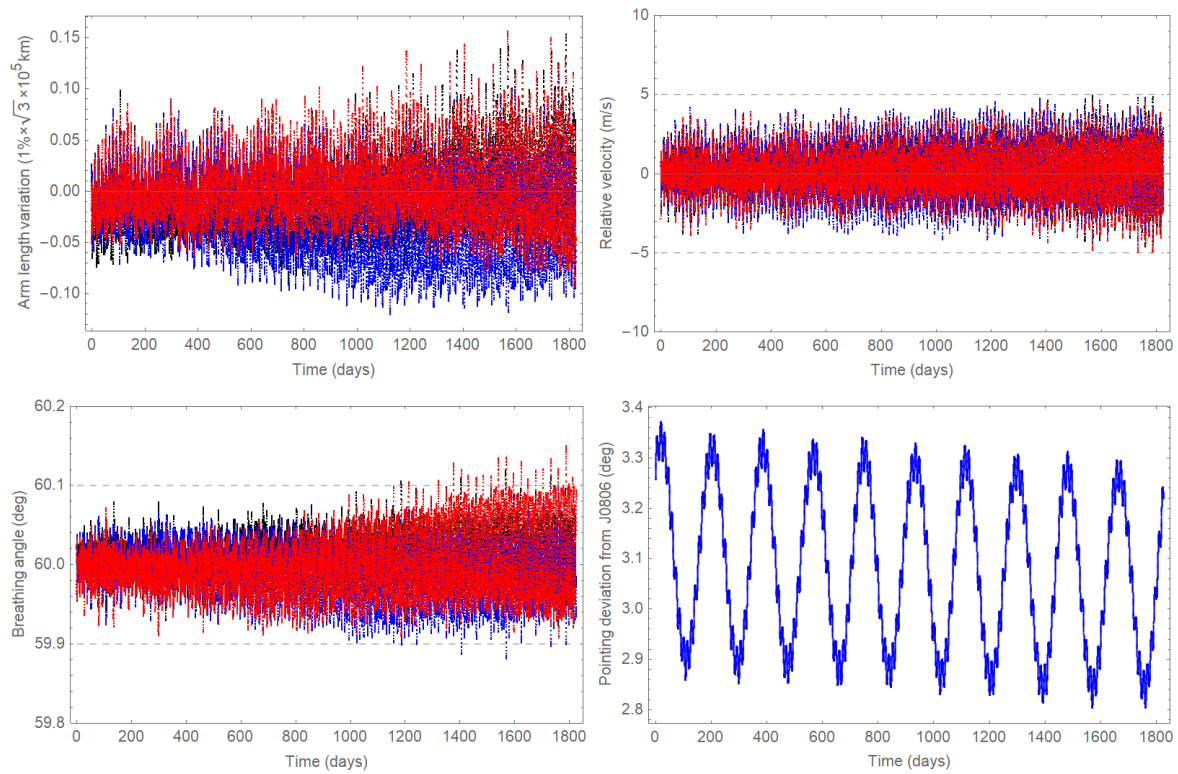 Arm length variation (1%×√3×10⁵km)
0.15
0.10
0.05
0.00
−0.05
−0.10
0 200 400 600 800 1000 1200 1400 1600 1800
Time (days)
Relative velocity (m/s)
10
5
0
−5
−10
0 200 400 600 800 1000 1200 1400 1600 1800
Time (days)
Breathing angle (deg)
60.2
60.1
60.0
59.9
59.8
0 200 400 600 800 1000 1200 1400 1600 1800
Time (days)
Pointing deviation from J0806 (deg)
3.4
3.3
3.2
3.1
3.0
2.9
2.8
0 200 400 600 800 1000 1200 1400 1600 1800
Time (days)